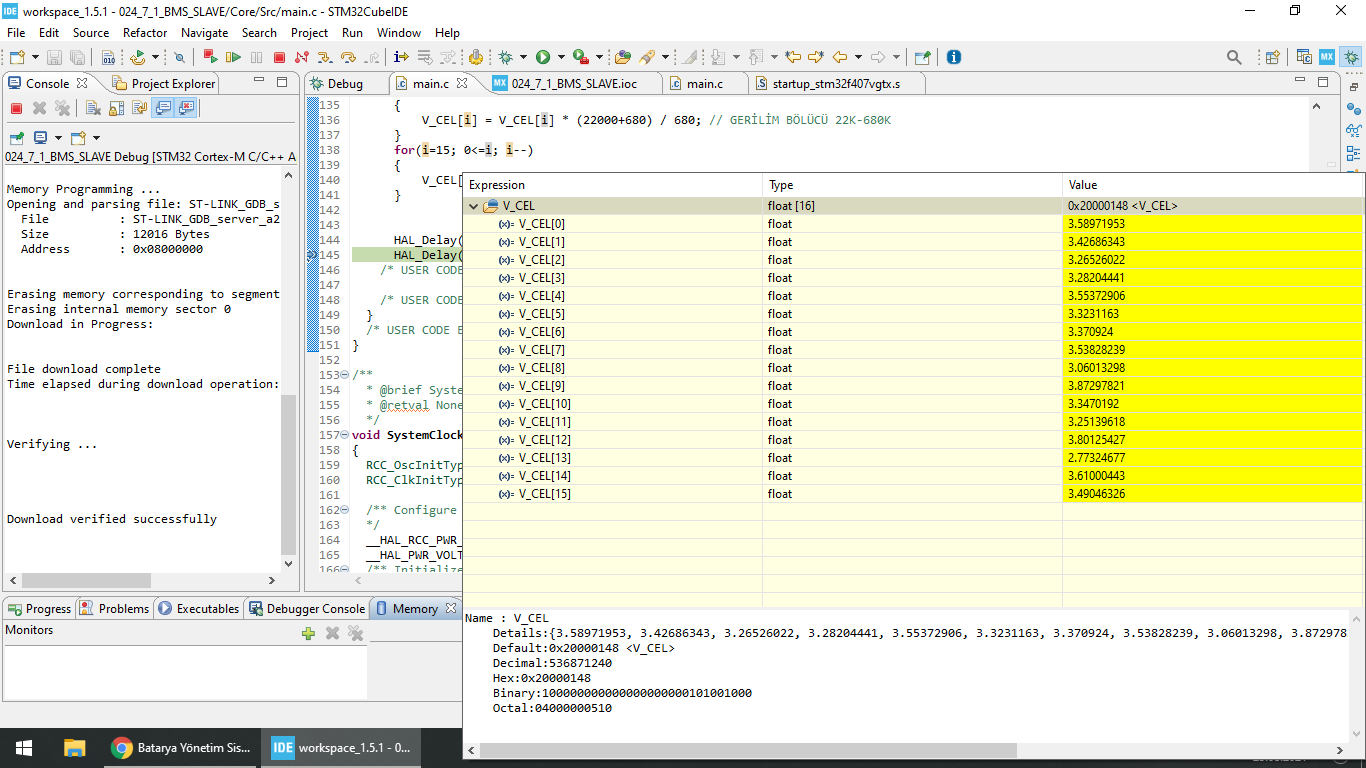 workspace_1.5.1 - 024_7_1_BMS_SLAVE/Core/Src/main.c - STM32CubeIDE
File Edit Source Refactor Navigate Search Project Run Window Help
Console Project Explorer
024_7_1_BMS_SLAVE Debug [STM32 Cortex-M C/C++ A
Memory Programming ...
Opening and parsing file: ST-LINK_GDB_s
File : ST-LINK_GDB_server_a2
Size : 12016 Bytes
Address : 0x08000000
Erasing memory corresponding to segment
Erasing internal memory sector 0
Download in Progress:
File download complete
Time elapsed during download operation:
Verifying ...
Download verified successfully
Debug main.c 024_7_1_BMS_SLAVE.ioc main.c startup_stm32f407vgtx.s
135 {
136 V_CEL[i] = V_CEL[i] * (22000+680) / 680; // GERİLİM BÖLÜCÜ 22K-680K
137 }
138 for(i=15; 0<=i; i--)
139 {
140 V_CEL[
141 }
142
143
144 HAL_Delay(
145 HAL_Delay(
146 /* USER CODE
147
148 /* USER CODE
149 }
150 /* USER CODE E
151 }
152
153 /**
154 * @brief Syste
155 * @retval None
156 */
157 void SystemClock
158 {
159 RCC_OscInitTyp
160 RCC_ClkInitTyp
161
162 /** Configure
163 */
164 __HAL_RCC_PWR_
165 __HAL_PWR_VOLT
166 /** Initialize
Expression Type Value
V_CEL float [16] 0x20000148 <V_CEL>
(x)= V_CEL[0] float 3.58971953
(x)= V_CEL[1] float 3.42686343
(x)= V_CEL[2] float 3.26526022
(x)= V_CEL[3] float 3.28204441
(x)= V_CEL[4] float 3.55372906
(x)= V_CEL[5] float 3.3231163
(x)= V_CEL[6] float 3.370924
(x)= V_CEL[7] float 3.53828239
(x)= V_CEL[8] float 3.06013298
(x)= V_CEL[9] float 3.87297821
(x)= V_CEL[10] float 3.3470192
(x)= V_CEL[11] float 3.25139618
(x)= V_CEL[12] float 3.80125427
(x)= V_CEL[13] float 2.77324677
(x)= V_CEL[14] float 3.61000443
(x)= V_CEL[15] float 3.49046326
Name : V_CEL
Details:{3.58971953, 3.42686343, 3.26526022, 3.28204441, 3.55372906, 3.3231163, 3.370924, 3.53828239, 3.06013298, 3.872978
Default:0x20000148 <V_CEL>
Decimal:536871240
Hex:0x20000148
Binary:100000000000000000000101001000
Octal:04000000510
Progress Problems Executables Debugger Console Memory
Monitors
Batarya Yönetim Sis...
IDE workspace_1.5.1 - 0...